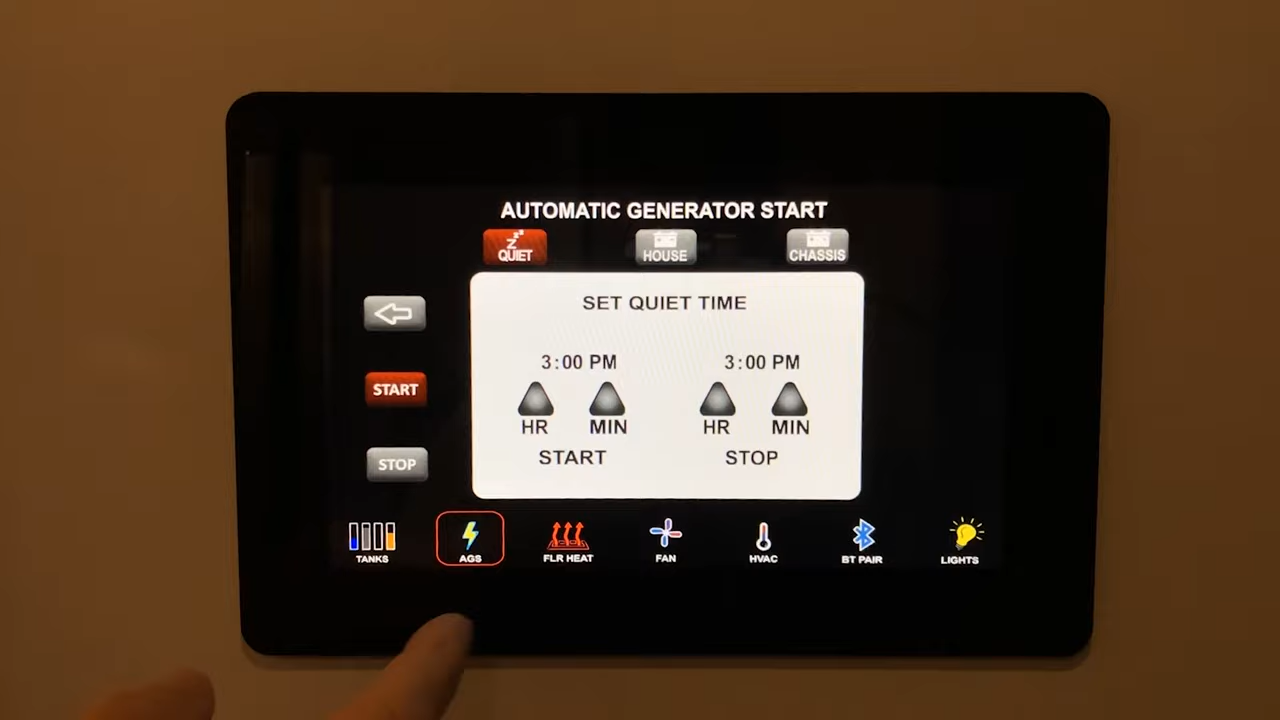 AUTOMATIC GENERATOR START
Z z z QUIET
HOUSE
CHASSIS
SET QUIET TIME
3:00 PM 3:00 PM
HR MIN HR MIN
START STOP
START
STOP
TANKS
AGS
FLR HEAT
FAN
HVAC
BT PAIR
LIGHTS